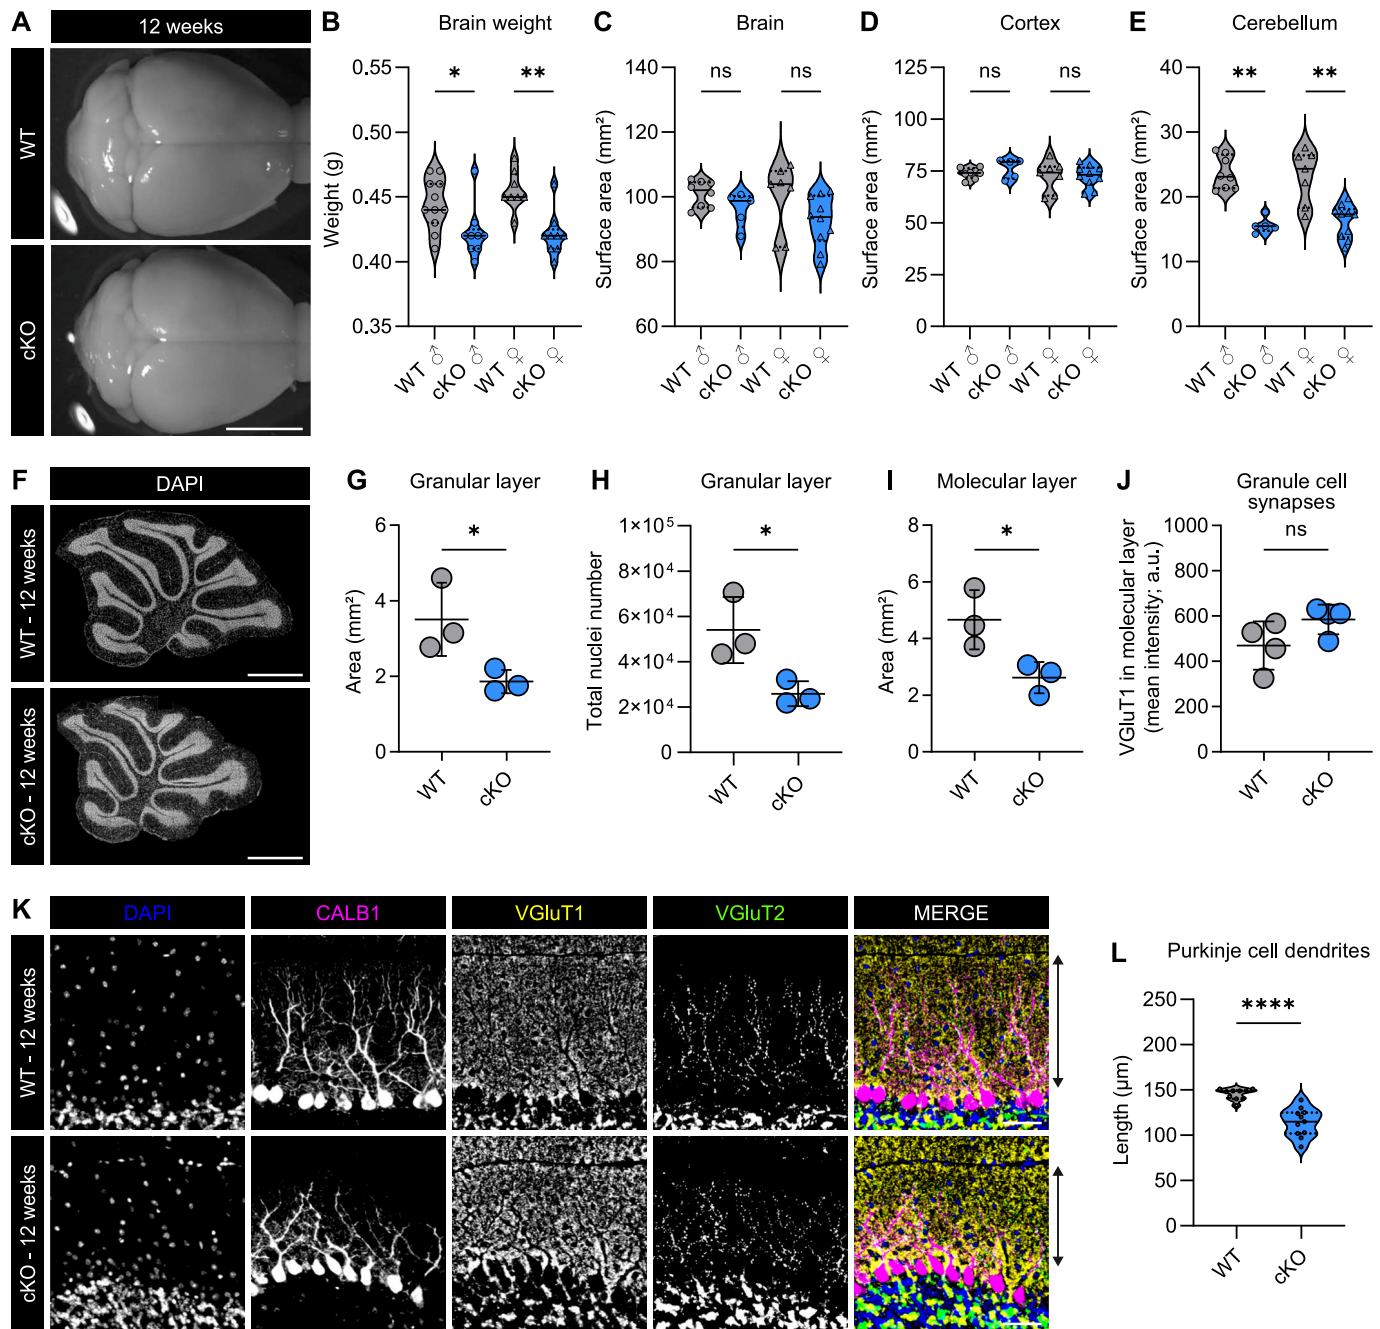 A
12 weeks
WT
cKO
B
Brain weight
Weight (g)
0.55
0.50
0.45
0.40
0.35
*
**
WT ♂
cKO ♂
WT ♀
cKO ♀
C
Brain
Surface area (mm²)
140
120
100
80
60
ns
ns
WT ♂
cKO ♂
WT ♀
cKO ♀
D
Cortex
Surface area (mm²)
125
100
75
50
25
0
ns
ns
WT ♂
cKO ♂
WT ♀
cKO ♀
E
Cerebellum
Surface area (mm²)
40
30
20
10
0
**
**
WT ♂
cKO ♂
WT ♀
cKO ♀
F
DAPI
WT - 12 weeks
cKO - 12 weeks
G
Granular layer
Area (mm²)
6
4
2
0
*
WT
cKO
H
Granular layer
Total nuclei number
1×10⁵
8×10⁴
6×10⁴
4×10⁴
2×10⁴
0
*
WT
cKO
I
Molecular layer
Area (mm²)
8
6
4
2
0
*
WT
cKO
J
Granule cell
synapses
VGluT1 in molecular layer
(mean intensity; a.u.)
1000
800
600
400
200
0
ns
WT
cKO
K
DAPI
CALB1
VGluT1
VGluT2
MERGE
WT - 12 weeks
cKO - 12 weeks
L
Purkinje cell dendrites
Length (µm)
250
200
150
100
50
0
****
WT
cKO